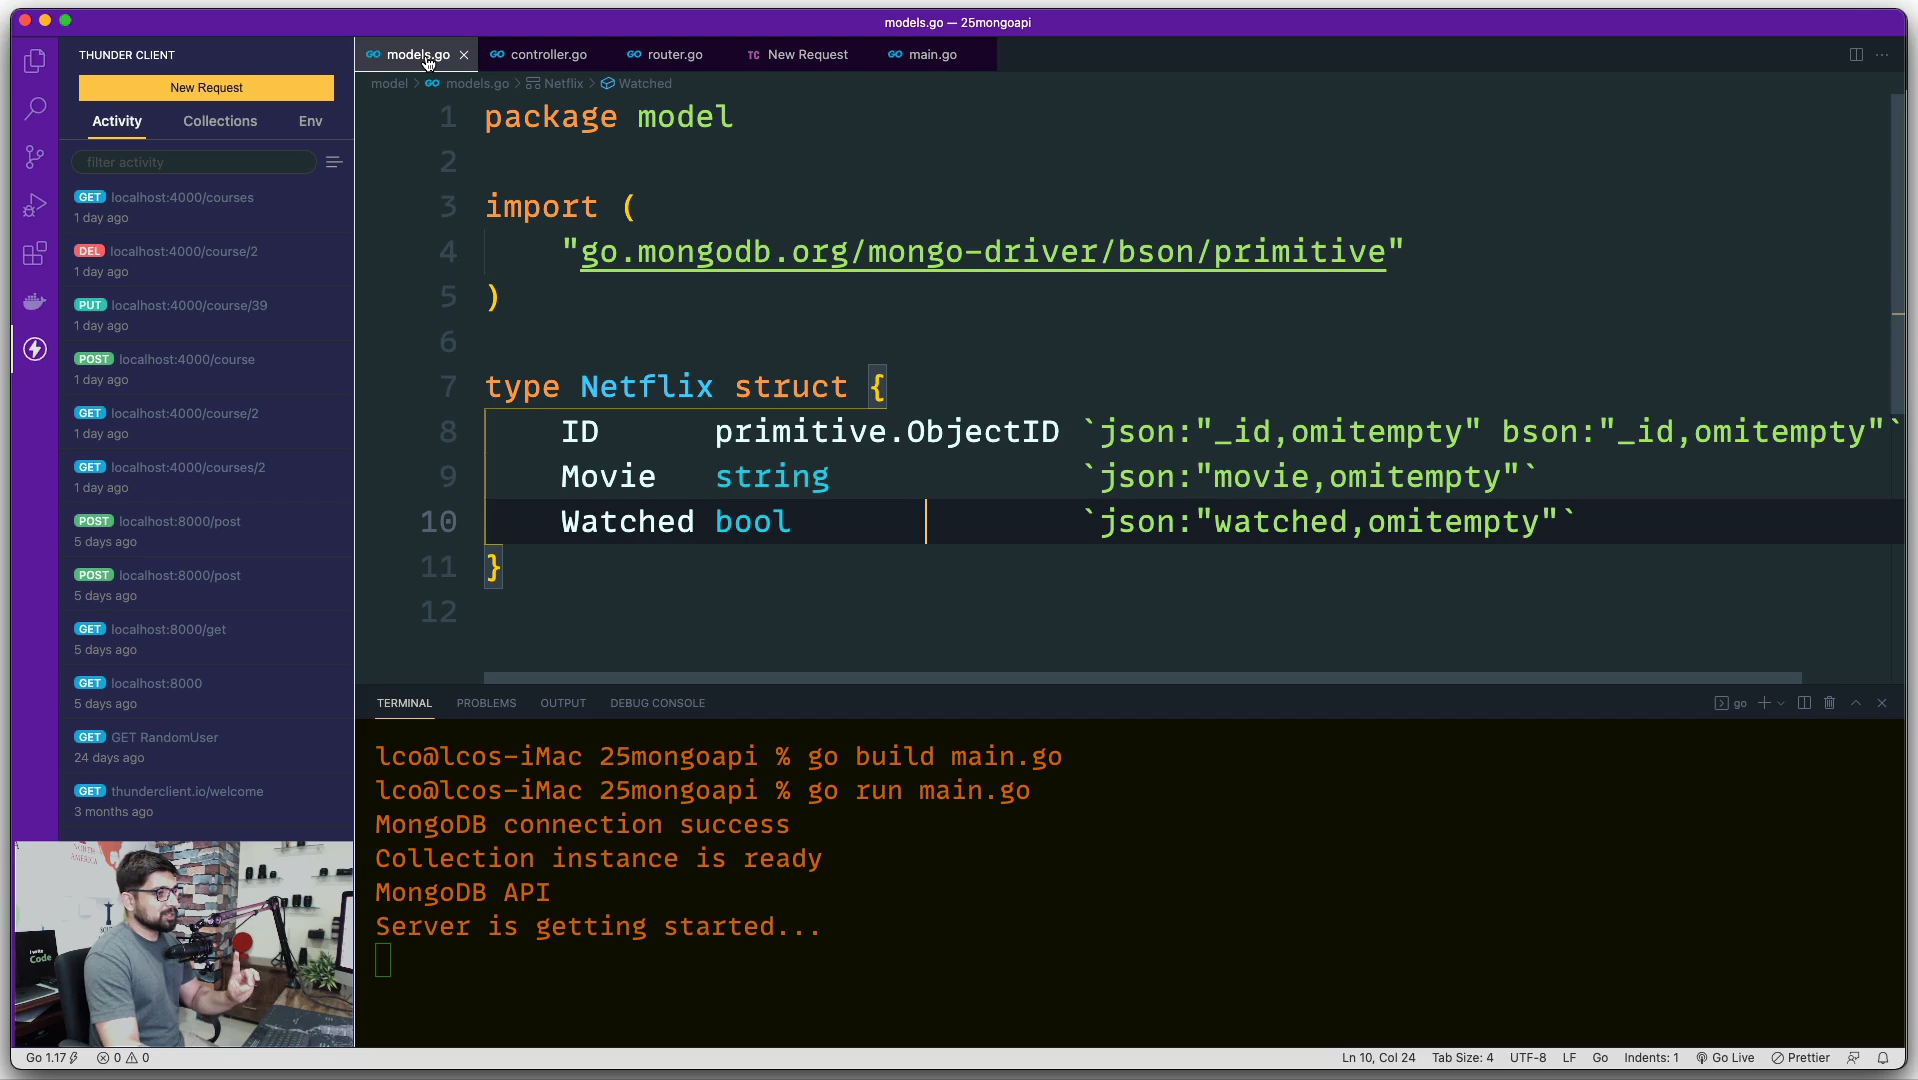 models.go — 25mongoapi
THUNDER CLIENT
New Request
Activity Collections Env
filter activity
GET localhost:4000/courses
1 day ago
DEL localhost:4000/course/2
1 day ago
PUT localhost:4000/course/39
1 day ago
POST localhost:4000/course
1 day ago
GET localhost:4000/course/2
1 day ago
GET localhost:4000/courses/2
1 day ago
POST localhost:8000/post
5 days ago
POST localhost:8000/post
5 days ago
GET localhost:8000/get
5 days ago
GET localhost:8000
5 days ago
GET GET RandomUser
24 days ago
GET thunderclient.io/welcome
3 months ago
NORTH
AMERICA
I write
Code
GO models.go GO controller.go GO router.go TC New Request GO main.go
model > GO models.go > Netflix > Watched
1 package model
2
3 import (
4 "go.mongodb.org/mongo-driver/bson/primitive"
5 )
6
7 type Netflix struct {
8 ID primitive.ObjectID `json:"_id,omitempty" bson:"_id,omitempty"`
9 Movie string `json:"movie,omitempty"`
10 Watched bool `json:"watched,omitempty"`
11 }
12
TERMINAL PROBLEMS OUTPUT DEBUG CONSOLE
go
lco@lcos-iMac 25mongoapi % go build main.go
lco@lcos-iMac 25mongoapi % go run main.go
MongoDB connection success
Collection instance is ready
MongoDB API
Server is getting started...
Go 1.17 0 0 Ln 10, Col 24 Tab Size: 4 UTF-8 LF Go Indents: 1 Go Live Prettier